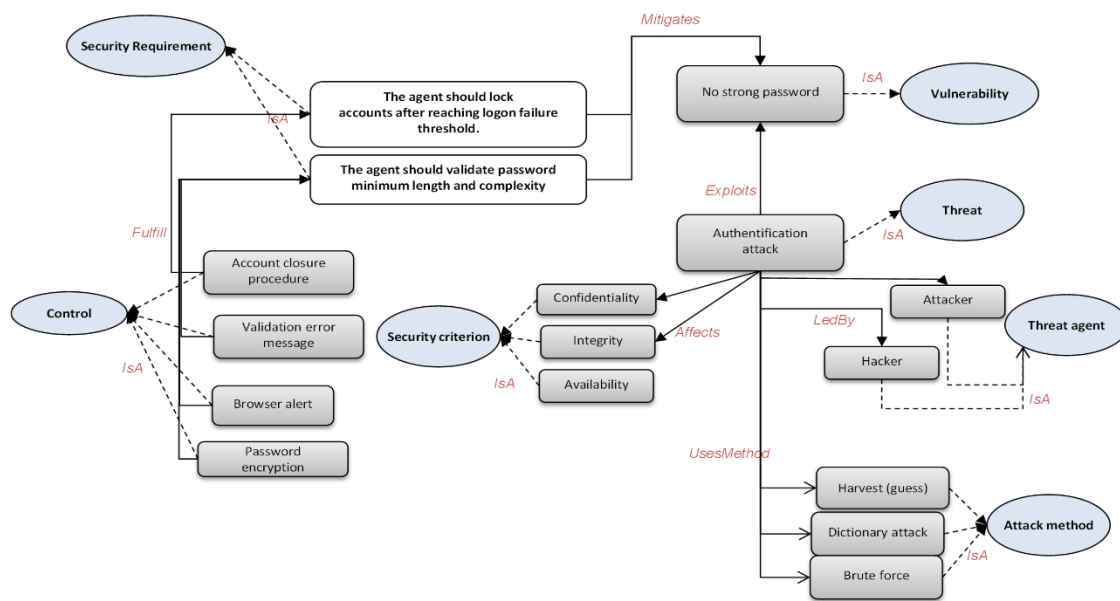 Mitigates
Security Requirement
IsA
The agent should lock
accounts after reaching logon failure
threshold.
The agent should validate password
minimum length and complexity
No strong password
IsA
Vulnerability
Exploits
Threat
IsA
Authentification
attack
Fulfill
Account closure
procedure
Control
Validation error
message
IsA
Browser alert
Password
encryption
Confidentiality
Security criterion
Integrity
Affects
IsA
Availability
Attacker
LedBy
Threat agent
Hacker
IsA
UsesMethod
Harvest (guess)
Dictionary attack
Attack method
IsA
Brute force